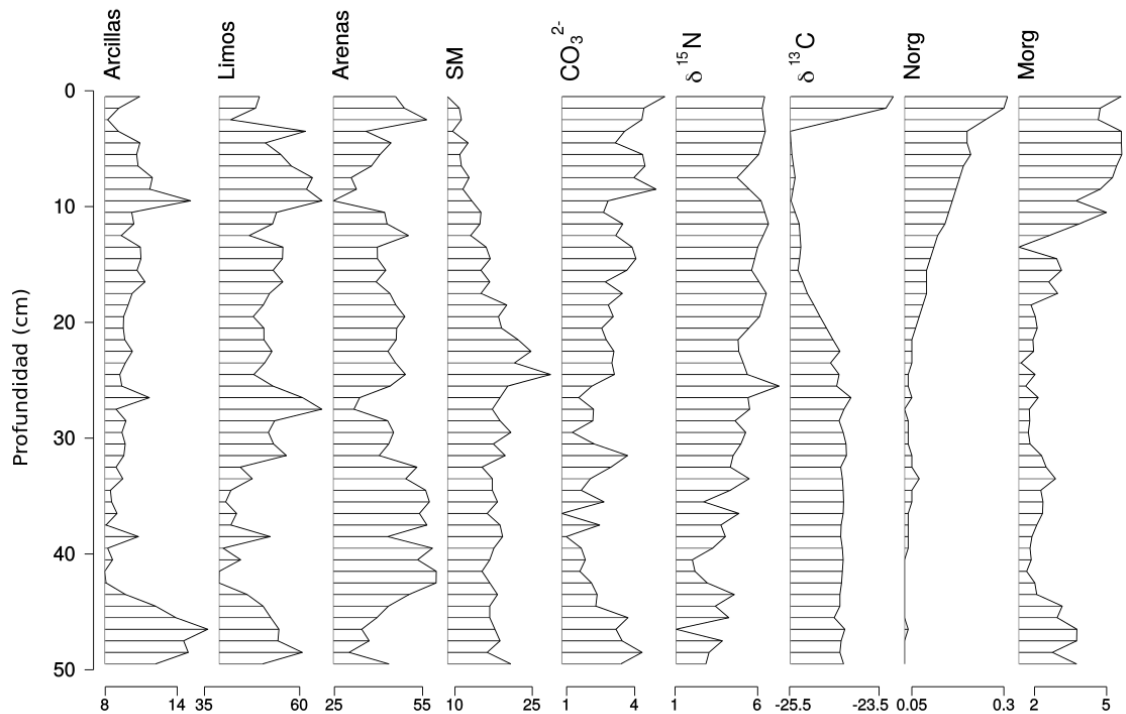 Arcillas
Limos
Arenas
SM
CO₃²⁻
δ ¹⁵N
δ ¹³C
Norg
Morg
Profundidad (cm)
0
10
20
30
40
50
8 14 35 60 25 55 10 25 1 4 1 6 -25.5 -23.5 0.05 0.3 2 5